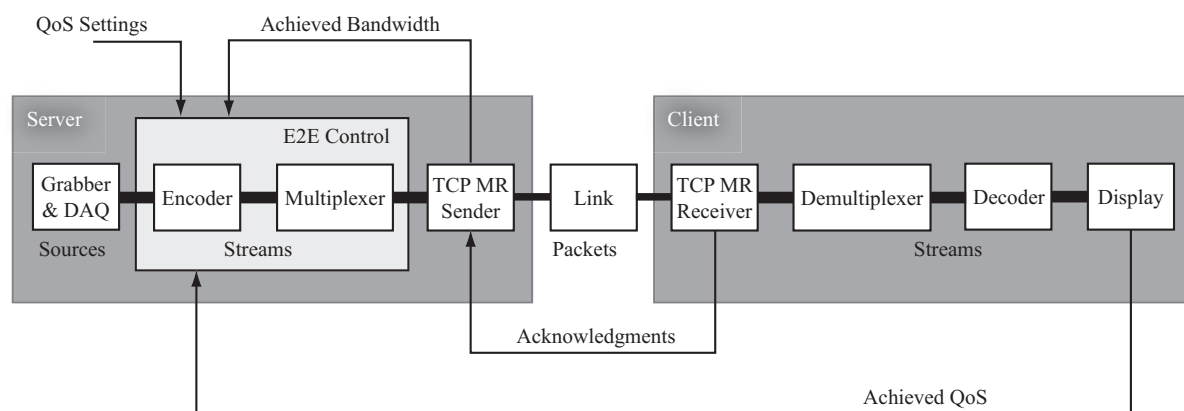 QoS Settings
Achieved Bandwidth
Server
E2E Control
Grabber
& DAQ
Encoder
Multiplexer
TCP MR
Sender
Sources
Streams
Link
Packets
Client
TCP MR
Receiver
Demultiplexer
Decoder
Display
Streams
Acknowledgments
Achieved QoS